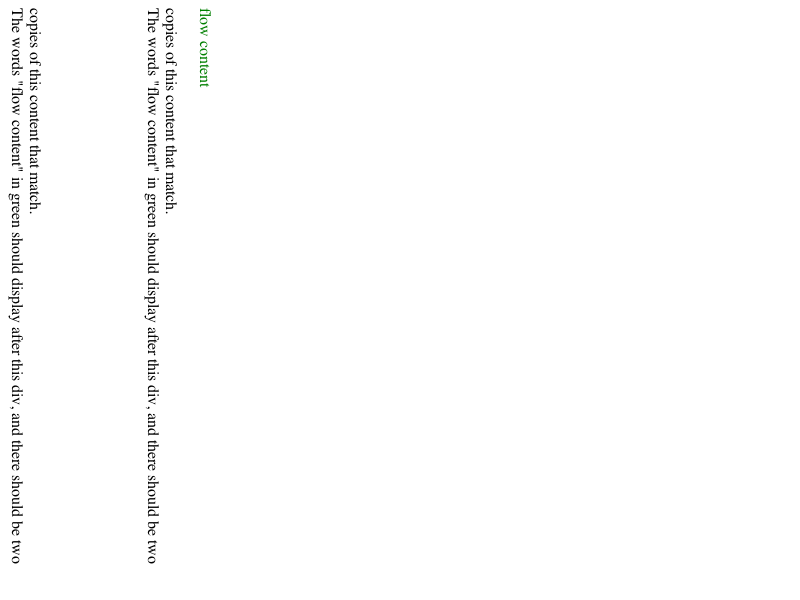 The words "flow content" in green should display after this div, and there should be two
copies of this content that match.
The words "flow content" in green should display after this div, and there should be two
copies of this content that match.
flow content